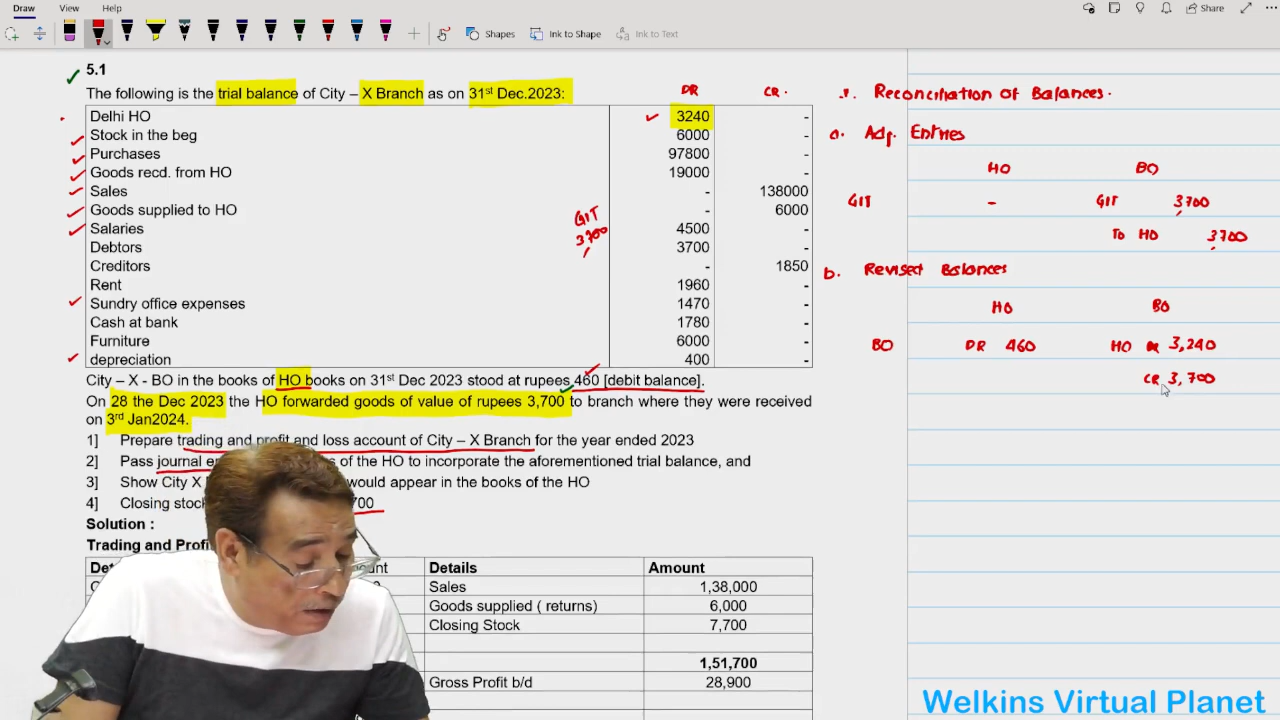 Draw View Help
Share
Shapes Ink to Shape Ink to Text
5.1
The following is the trial balance of City – X Branch as on 31st Dec.2023:
DR CR.
Delhi HO 3240 -
Stock in the beg 6000 -
Purchases 97800 -
Goods recd. from HO 19000 -
Sales - 138000
Goods supplied to HO - 6000
Salaries 4500 -
Debtors 3700 -
Creditors - 1850
Rent 1960 -
Sundry office expenses 1470 -
Cash at bank 1780 -
Furniture 6000 -
depreciation 400 -
GIT
3700
City – X - BO in the books of HO books on 31st Dec 2023 stood at rupees 460 [debit balance].
On 28 the Dec 2023 the HO forwarded goods of value of rupees 3,700 to branch where they were received
on 3rd Jan2024.
1] Prepare trading and profit and loss account of City – X Branch for the year ended 2023
2] Pass journal of the HO to incorporate the aforementioned trial balance, and
3] Show City X would appear in the books of the HO
4] Closing 700
Solution :
Trading and
Details Amount
Sales 1,38,000
Goods supplied ( returns) 6,000
Closing Stock 7,700
1,51,700
Gross Profit b/d 28,900
Reconciliation of Balances.
a. Adj. Entries
HO BO
GIT - GIT 3700
To HO 3700
b. Revised Balances
HO BO
BO DR 460 HO DR 3,240
CR 3,700
Welkins Virtual Planet